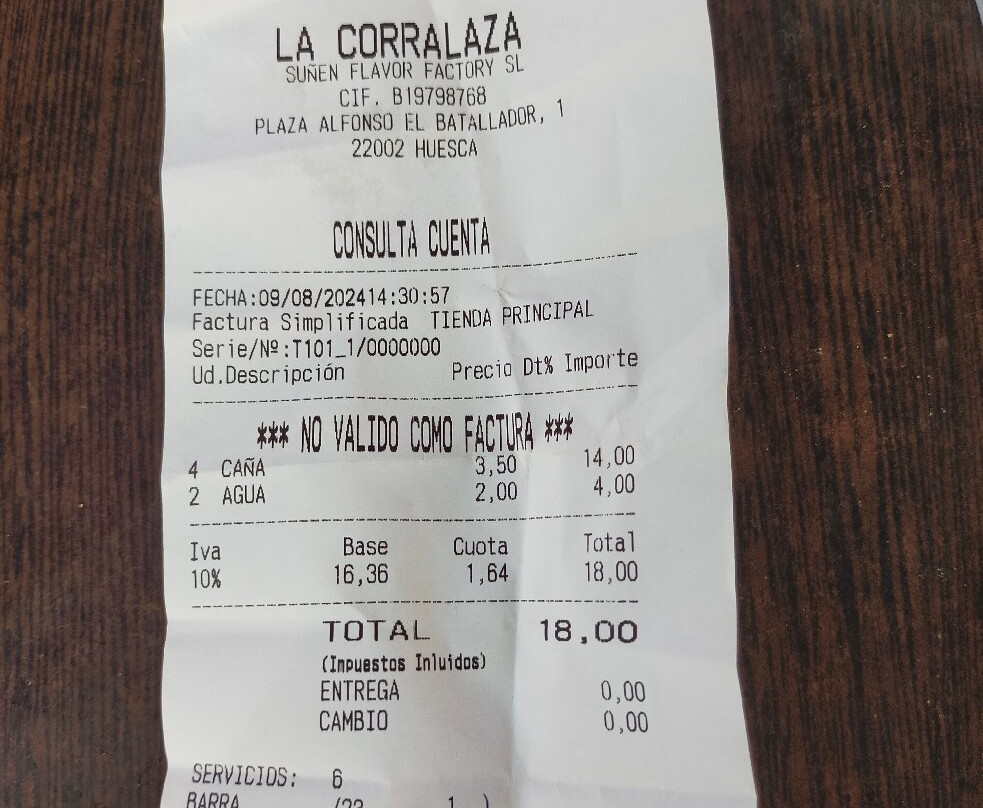 LA CORRALAZA
SUÑEN FLAVOR FACTORY SL
CIF. B19798768
PLAZA ALFONSO EL BATALLADOR, 1
22002 HUESCA
CONSULTA CUENTA
FECHA:09/08/202414:30:57
Factura Simplificada TIENDA PRINCIPAL
Serie/Nº:T101_1/0000000
Ud.Descripción Precio Dt% Importe
*** NO VALIDO COMO FACTURA ***
4 CAÑA 3,50 14,00
2 AGUA 2,00 4,00
Iva Base Cuota Total
10% 16,36 1,64 18,00
TOTAL 18,00
(Impuestos Inluidos)
ENTREGA 0,00
CAMBIO 0,00
SERVICIOS: 6
BARRA